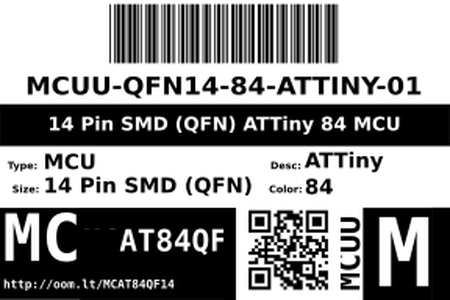 MCUU-QFN14-84-ATTINY-01
14 Pin SMD (QFN) ATTiny 84 MCU
Type: MCU Desc: ATTiny
Size: 14 Pin SMD (QFN) Color: 84
MC --- AT84QF MCUU M
http://oom.lt/MCAT84QF14